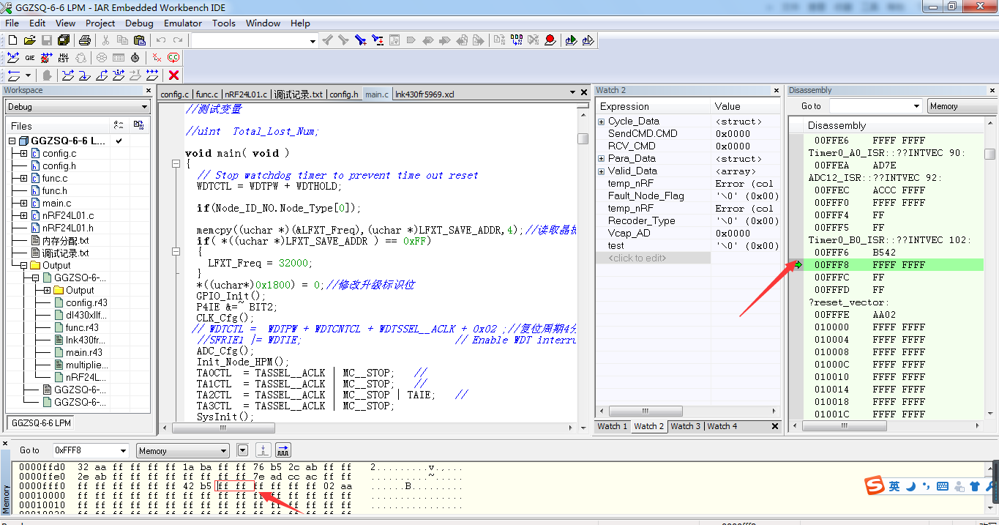 GGZSQ-6-6 LPM - IAR Embedded Workbench IDE
File Edit View Project Debug Emulator Tools Window Help
GIE
HW RST
Workspace
Debug
Files
GGZSQ-6-6 L...
config.c
config.h
func.c
func.h
main.c
nRF24L01.c
nRF24L01.h
内存分配.txt
调试记录.txt
Output
GGZSQ-6-...
Output
config.r43
dl430xllf...
func.r43
lnk430fr...
main.r43
multiplie...
nRF24L...
GGZSQ-6-...
GGZSQ-6-...
GGZSQ-6-6 LPM
config.c func.c nRF24L01.c 调试记录.txt config.h main.c lnk430fr5969.xcl
//测试变量
//uint  Total_Lost_Num;
void main( void )
{
// Stop watchdog timer to prevent time out reset
WDTCTL = WDTPW + WDTHOLD;
if(Node_ID_NO.Node_Type[0]);
memcpy((uchar *)(&LFXT_Freq),(uchar *)LFXT_SAVE_ADDR,4);//读取晶振
if( *((uchar *)LFXT_SAVE_ADDR ) == 0xFF)
{
LFXT_Freq = 32000;
}
*((uchar*)0x1800) = 0;//修改升级标识位
GPIO_Init();
P4IE &=~ BIT2;
CLK_Cfg();
// WDTCTL =  WDTPW + WDTCNTCL + WDTSSEL__ACLK + 0x02 ;//复位周期4分
//SFRIE1 |= WDTIE;                          // Enable WDT interru
ADC_Cfg();
Init_Node_HPM();
TA0CTL  = TASSEL__ACLK | MC__STOP;   //
TA1CTL  = TASSEL__ACLK | MC__STOP;   //
TA2CTL  = TASSEL__ACLK | MC__STOP | TAIE;   //
TA3CTL  = TASSEL__ACLK | MC__STOP;
SysInit();
Watch 2
Expression Value
Cycle_Data <struct>
SendCMD.CMD 0x0000
RCV_CMD 0x0000
Para_Data <struct>
Valid_Data <array>
temp_nRF Error (col
Fault_Node_Flag '\0' (0x00)
temp_nRF Error (col
Recoder_Type '\0' (0x00)
Vcap_AD 0x0000
test '\0' (0x00)
<click to edit>
Watch 1 Watch 2 Watch 3 Watch 4
Disassembly
Go to Memory
Disassembly
00FFE6 FFFF FFFF
Timer0_A0_ISR::??INTVEC 90:
00FFEA AD7E
ADC12_ISR::??INTVEC 92:
00FFEC ACCC FFFF
00FFF0 FFFF FFFF
00FFF4 FF
00FFF5 FF
Timer0_B0_ISR::??INTVEC 102:
00FFF6 B542
00FFF8 FFFF FFFF
00FFFC FF
00FFFD FF
?reset_vector:
00FFFE AA02
010000 FFFF FFFF
010004 FFFF FFFF
010008 FFFF FFFF
01000C FFFF FFFF
010010 FFFF FFFF
010014 FFFF FFFF
010018 FFFF FFFF
01001C FFFF FFFF
Go to 0xFFF8 Memory
Memory
0000ffd0 32 aa ff ff ff ff 1a ba ff ff 76 b5 2c ab ff ff 2.........v.,...
0000ffe0 2e ab ff ff ff ff ff ff ff ff 7e ad cc ac ff ff ..........~.....
0000fff0 ff ff ff ff ff ff 42 b5 ff ff ff ff ff ff 02 aa ......B.........
00010000 ff ff ff ff ff ff ff ff ff ff ff ff ff ff ff ff ................
00010010 ff ff ff ff ff ff ff ff ff ff ff ff ff ff ff ff ................
英